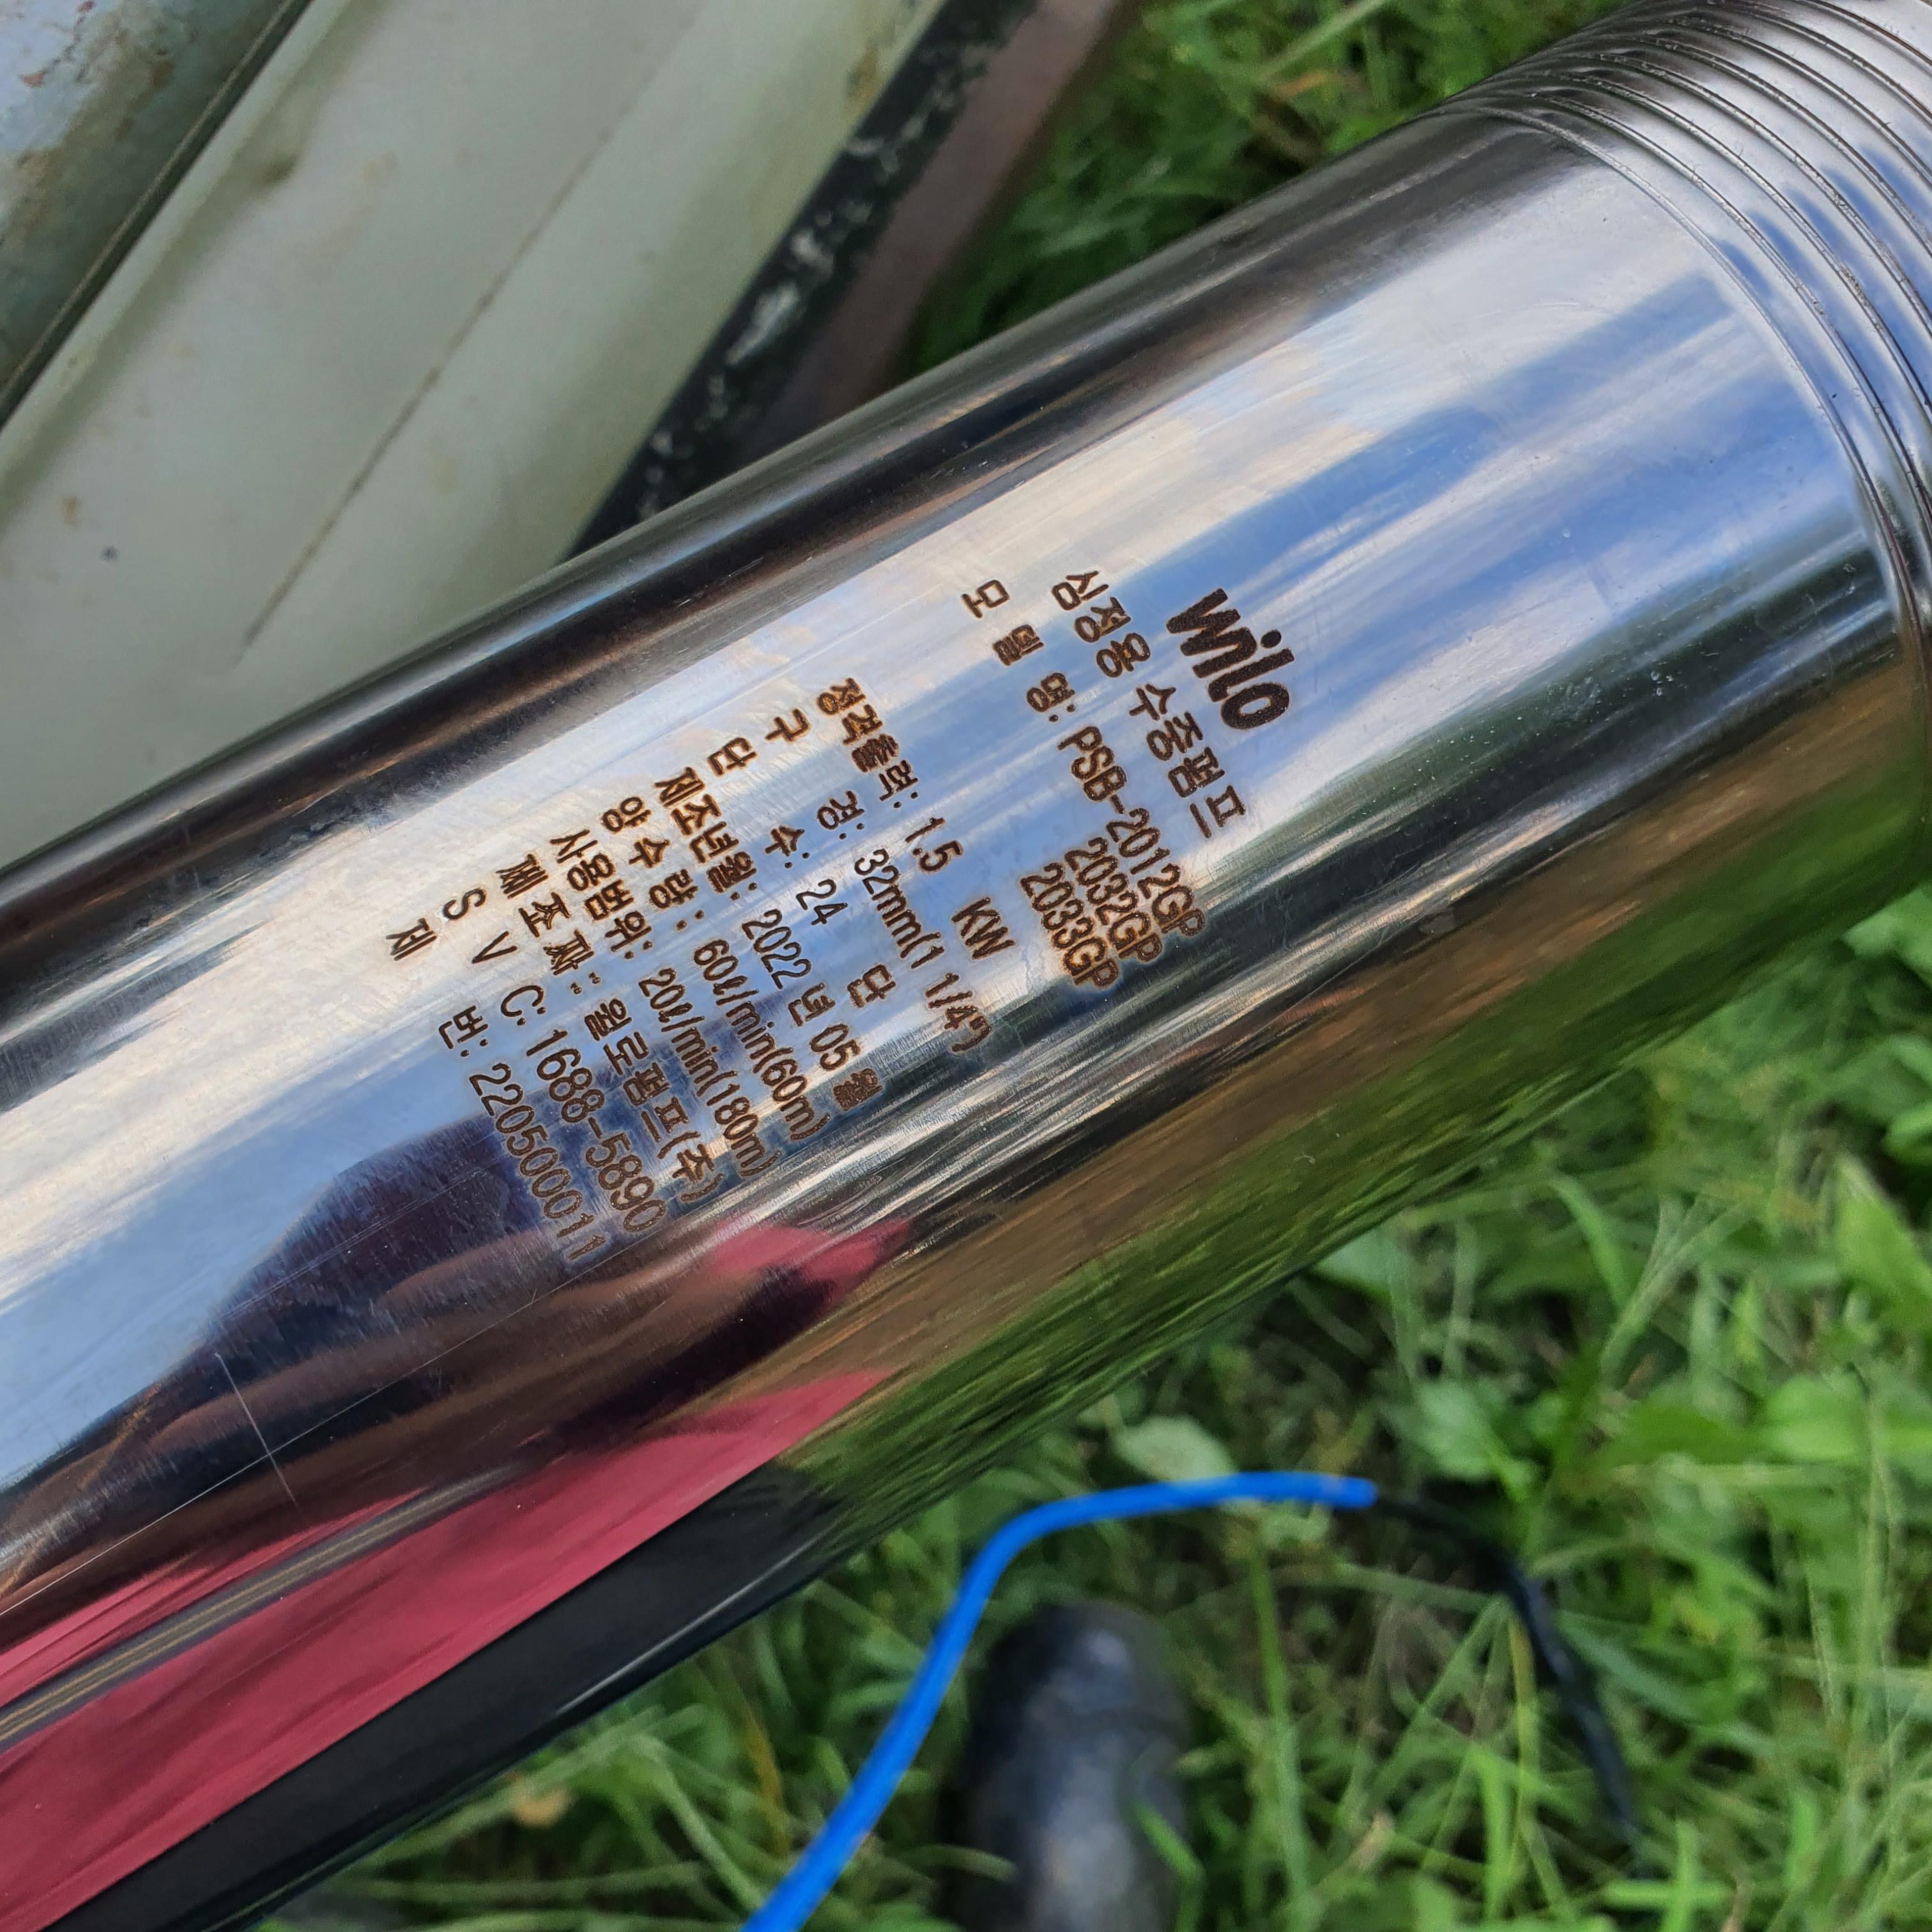 wilo
심정용 수중펌프
모 델 명: PSB-2012GP
2032GP
2033GP
정격출력: 1.5 KW
구 경: 32mm(1 1/4")
단 수: 24 단
제조년월: 2022 년 05 월
양 수 량: 60ℓ/min(60m)
사용범위: 20ℓ/min(180m)
제 조 자: 윌로펌프(주)
S V C: 1688-5890
제 번: 220500011